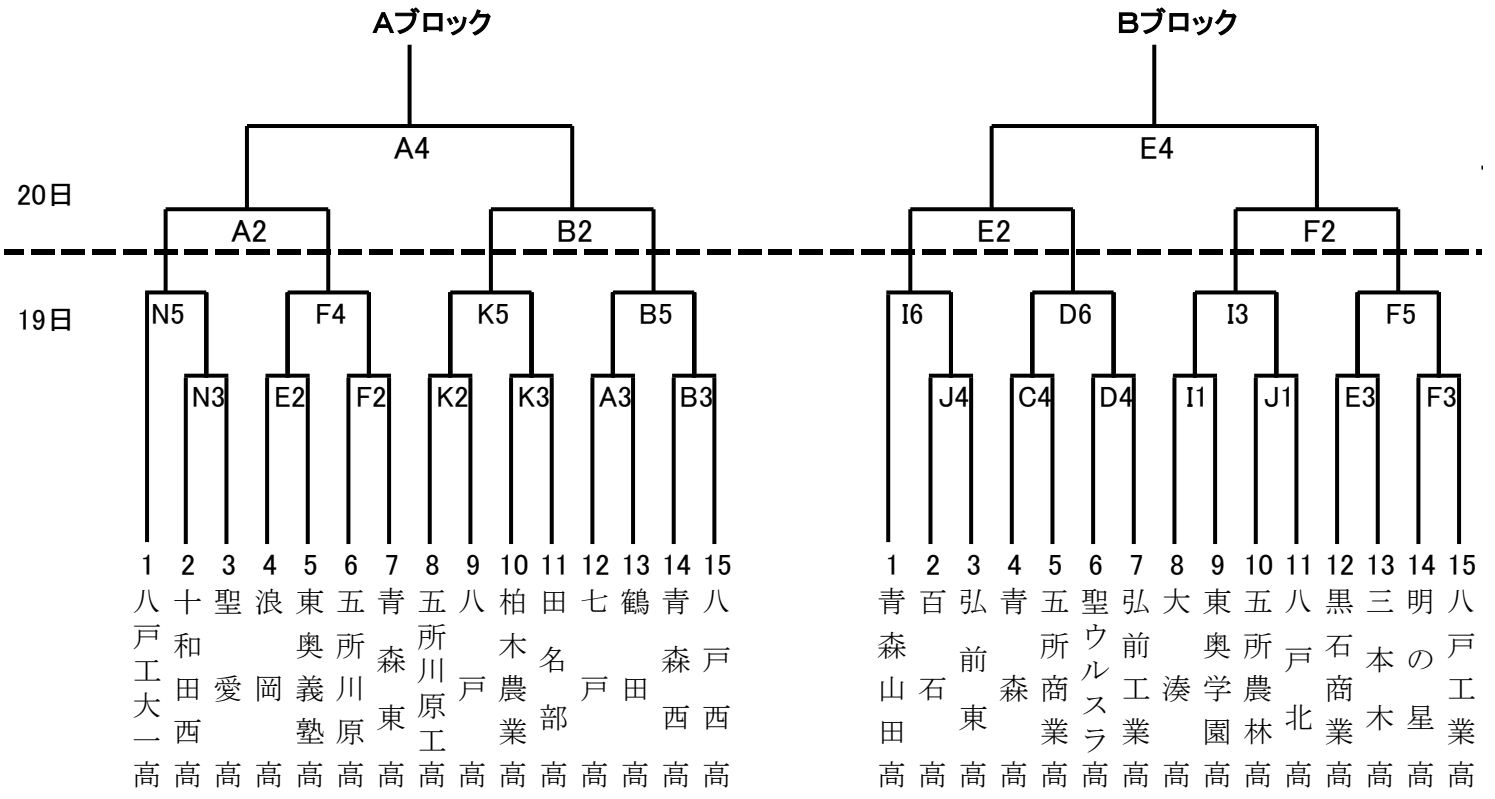 Aブロック Bブロック
A4 E4
20日
A2 B2 E2 F2
19日
N5 F4 K5 B5 I6 D6 I3 F5
N3 E2 F2 K2 K3 A3 B3 J4 C4 D4 I1 J1 E3 F3
1 2 3 4 5 6 7 8 9 10 11 12 13 14 15 1 2 3 4 5 6 7 8 9 10 11 12 13 14 15
八戸工大一高
十和田西高
聖愛高
浪岡高
東奥義塾高
五所川原高
青森東高
五所川原工高
八戸高
柏木農業高
田名部高
七戸高
鶴田高
青森西高
八戸西高
青森山田高
百石高
弘前東高
青森高
五所商業高
聖ウルスラ高
弘前工業高
大湊高
東奥学園高
五所農林高
八戸北高
黒石商業高
三本木高
明の星高
八戸工業高